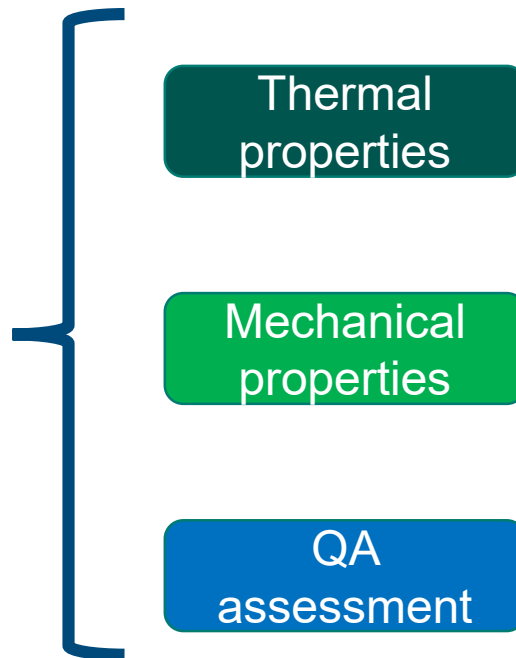 Thermal
properties
Mechanical
properties
QA
assessment